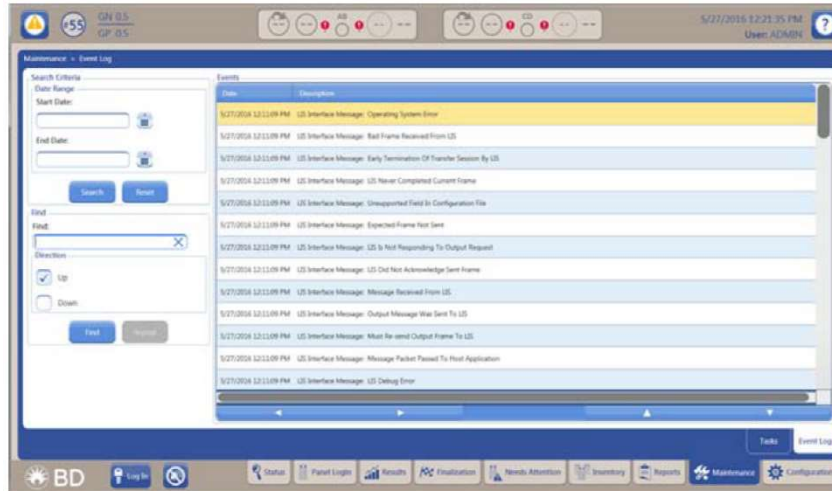 #55
GN 0.5
GP 0.5
AB
CD
5/27/2016 12:21:35 PM
User: ADMIN
?
Maintenance > Event Log
Search Criteria
Date Range
Start Date:
End Date:
Search
Reset
Find
Find:
Direction
Up
Down
Find
Repeat
Events
Date Description
5/27/2016 12:11:09 PM LIS Interface Message: Operating System Error
5/27/2016 12:11:09 PM LIS Interface Message: Bad Frame Received From LIS
5/27/2016 12:11:09 PM LIS Interface Message: Early Termination Of Transfer Session By LIS
5/27/2016 12:11:09 PM LIS Interface Message: LIS Never Completed Current Frame
5/27/2016 12:11:09 PM LIS Interface Message: Unsupported Field In Configuration File
5/27/2016 12:11:09 PM LIS Interface Message: Expected Frame Not Sent
5/27/2016 12:11:09 PM LIS Interface Message: LIS Is Not Responding To Output Request
5/27/2016 12:11:09 PM LIS Interface Message: LIS Did Not Acknowledge Sent Frame
5/27/2016 12:11:09 PM LIS Interface Message: Message Received From LIS
5/27/2016 12:11:09 PM LIS Interface Message: Output Message Was Sent To LIS
5/27/2016 12:11:09 PM LIS Interface Message: Must Re-send Output Frame To LIS
5/27/2016 12:11:09 PM LIS Interface Message: Message Packet Passed To Host Application
5/27/2016 12:11:09 PM LIS Interface Message: LIS Debug Error
Tasks
Event Log
BD
Log In
Status
Panel Login
Results
Finalization
Needs Attention
Inventory
Reports
Maintenance
Configuration